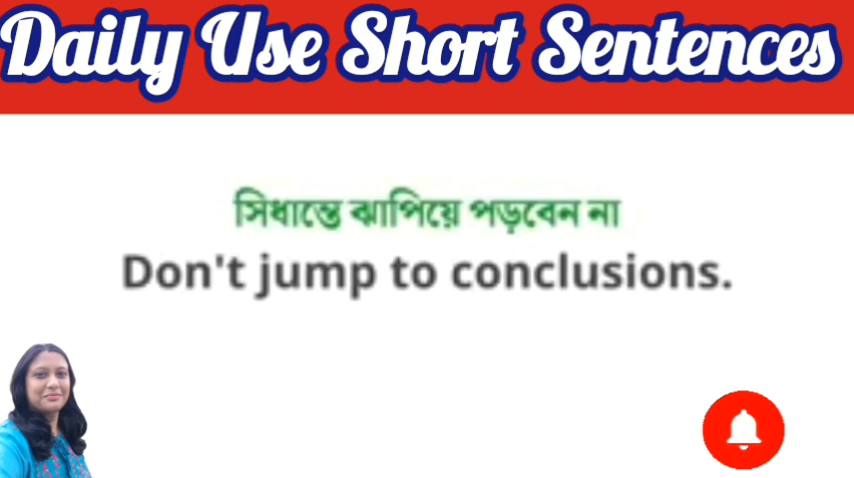 Daily Use Short Sentences
সিধান্তে ঝাপিয়ে পড়বেন না
Don't jump to conclusions.